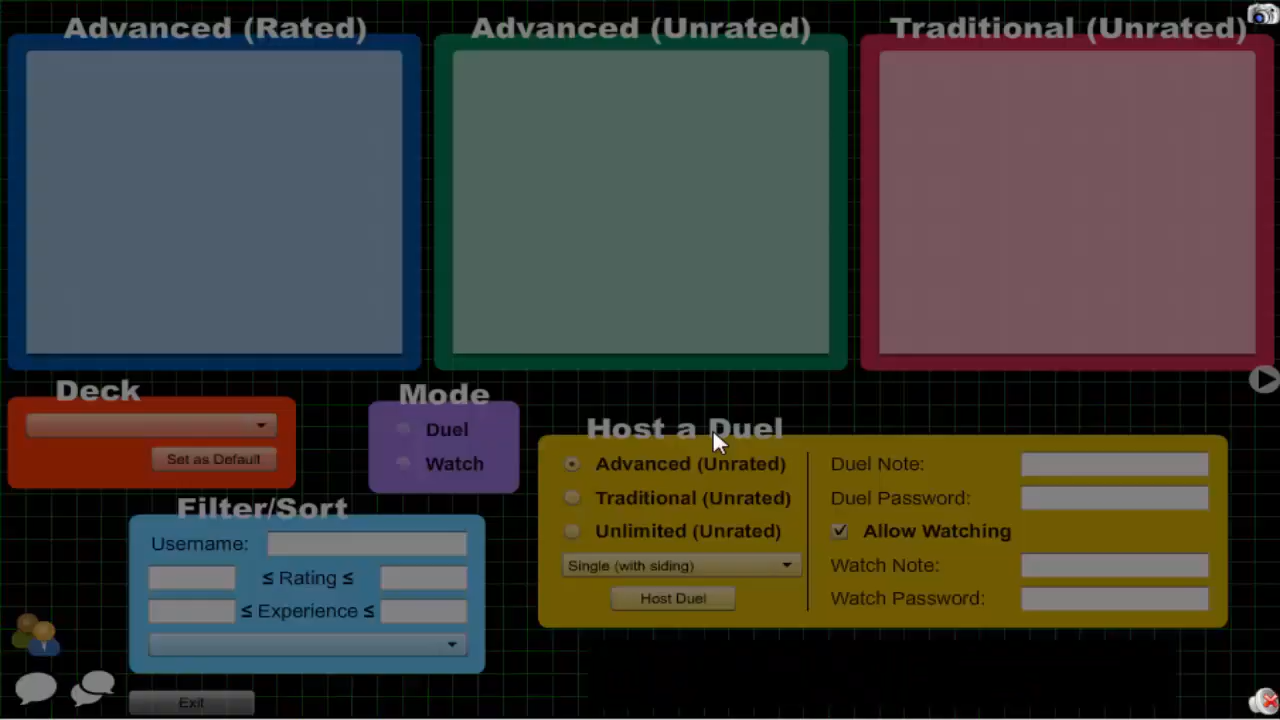 Advanced (Rated)
Advanced (Unrated)
Traditional (Unrated)
Deck
Set as Default
Mode
Duel
Watch
Filter/Sort
Username:
≤ Rating ≤
≤ Experience ≤
Exit
Host a Duel
Advanced (Unrated)
Traditional (Unrated)
Unlimited (Unrated)
Single (with siding)
Host Duel
Duel Note:
Duel Password:
Allow Watching
Watch Note:
Watch Password: